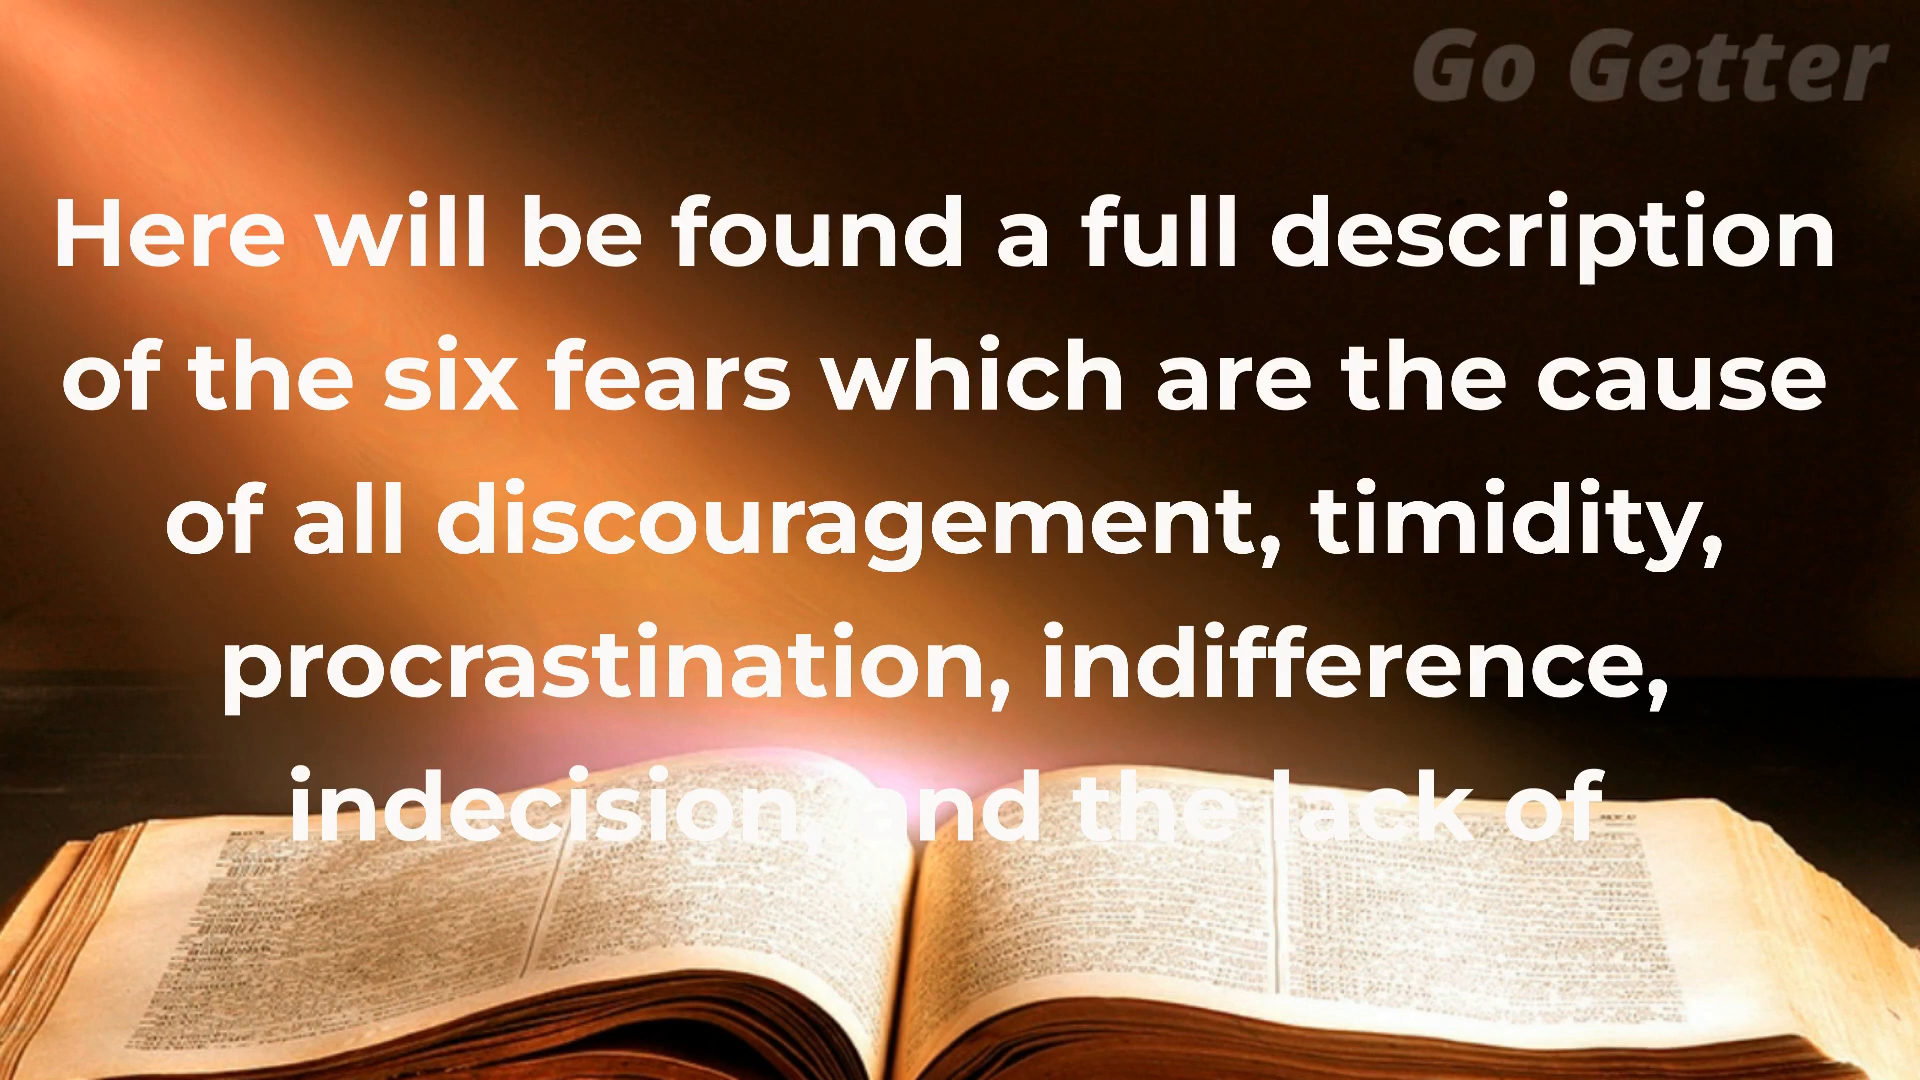 Go Getter
Here will be found a full description
of the six fears which are the cause
of all discouragement, timidity,
procrastination, indifference,
indecision, and the lack of